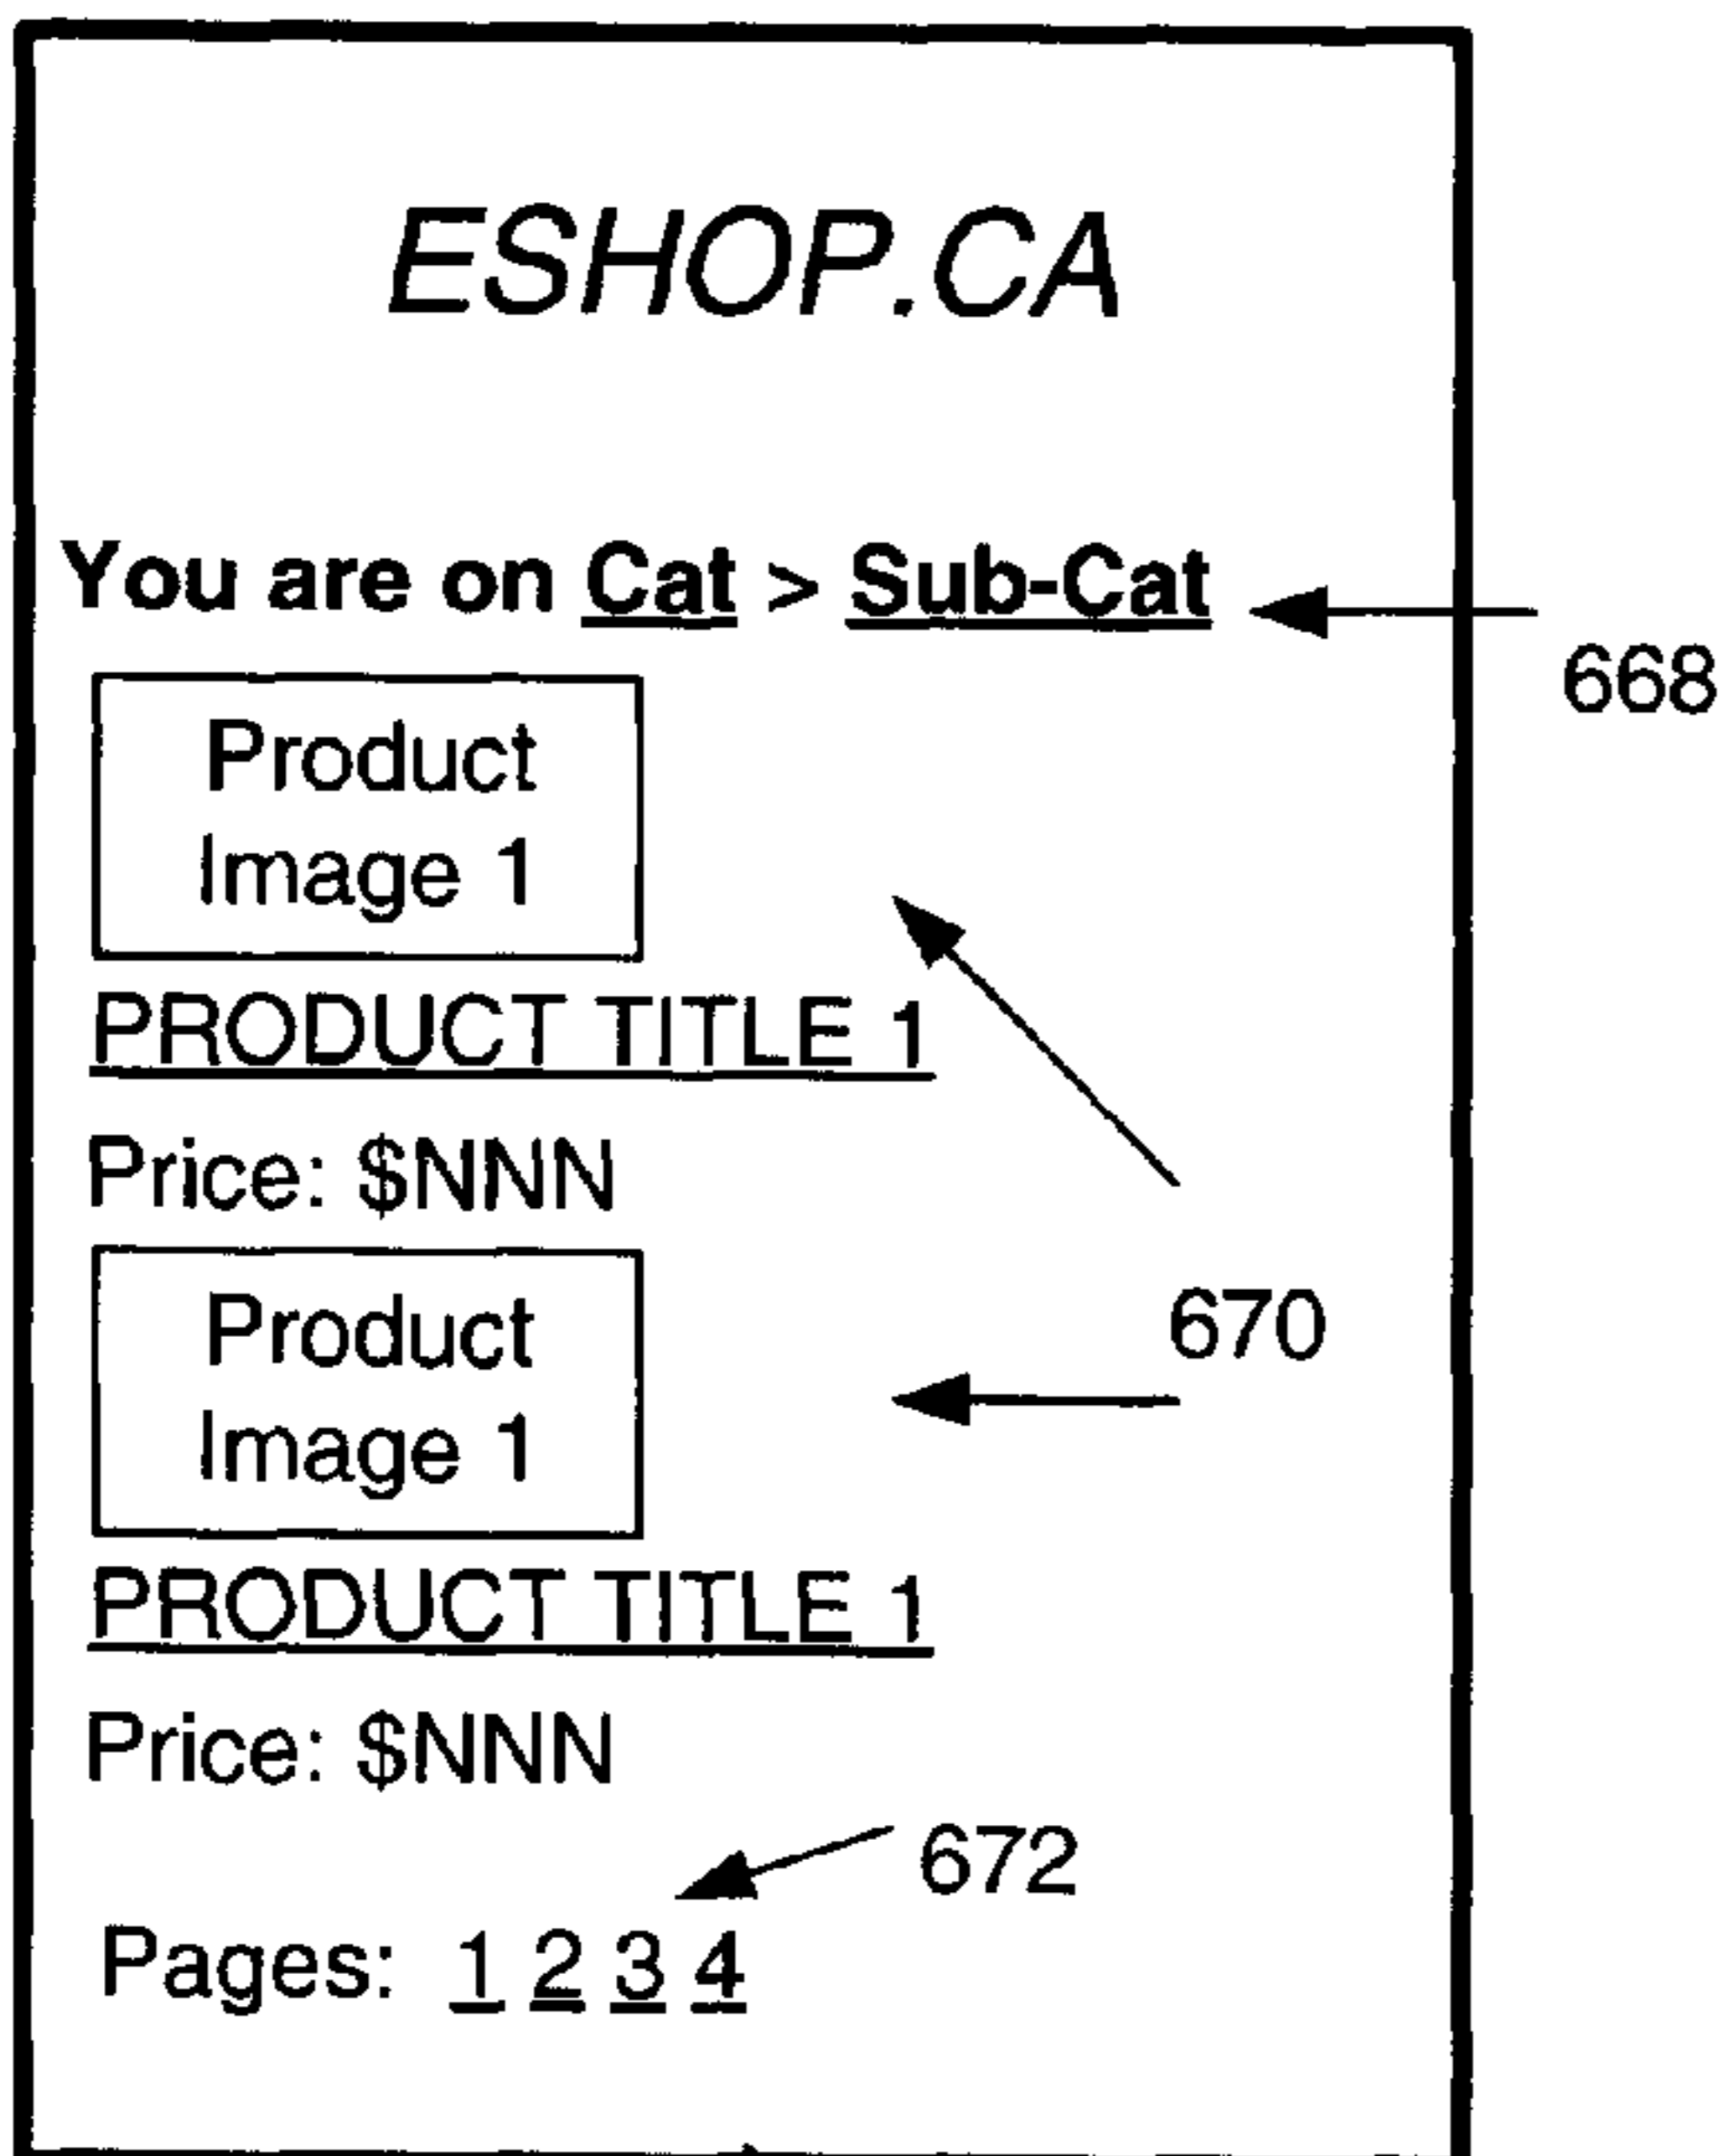 ESHOP.CA
You are on Cat > Sub-Cat
668
Product
Image 1
PRODUCT TITLE 1
Price: $NNN
670
Product
Image 1
PRODUCT TITLE 1
Price: $NNN
672
Pages: 1 2 3 4